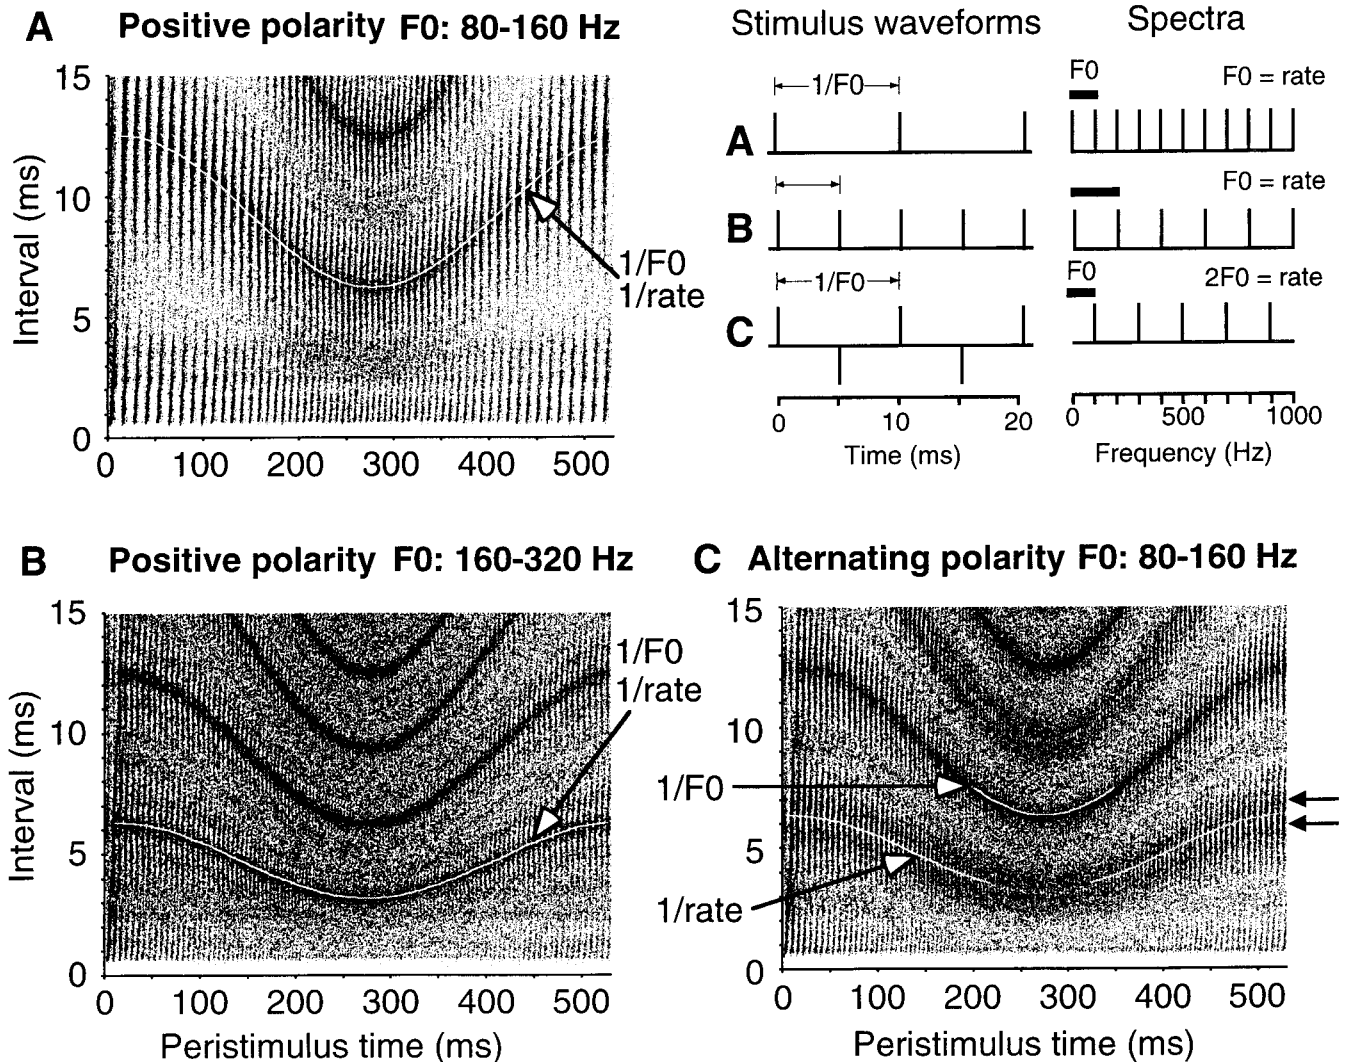 A Positive polarity F0: 80-160 Hz
15
10
5
0
Interval (ms)
0 100 200 300 400 500
1/F0
1/rate
Stimulus waveforms Spectra
1/F0
F0
F0 = rate
A
F0 = rate
B
1/F0
F0
2F0 = rate
C
0 10 20
Time (ms)
0 500 1000
Frequency (Hz)
B Positive polarity F0: 160-320 Hz
15
10
5
0
Interval (ms)
0 100 200 300 400 500
Peristimulus time (ms)
1/F0
1/rate
C Alternating polarity F0: 80-160 Hz
15
10
5
0
1/F0
1/rate
0 100 200 300 400 500
Peristimulus time (ms)